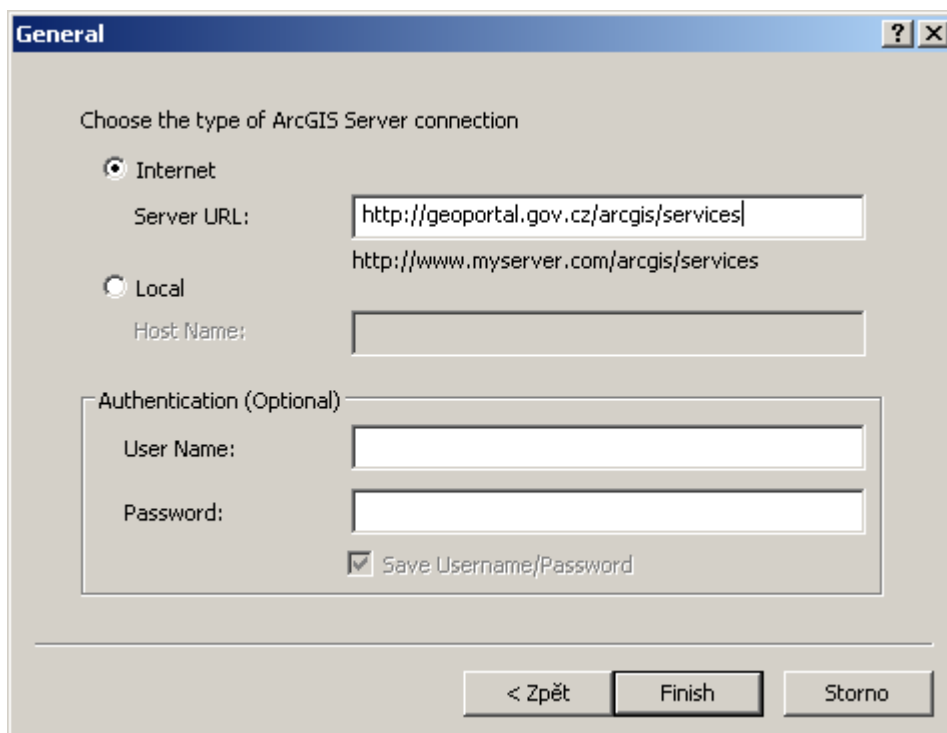 General
Choose the type of ArcGIS Server connection
Internet
Server URL: http://geoportal.gov.cz/arcgis/services
http://www.myserver.com/arcgis/services
Local
Host Name:
Authentication (Optional)
User Name:
Password:
Save Username/Password
< Zpět Finish Storno